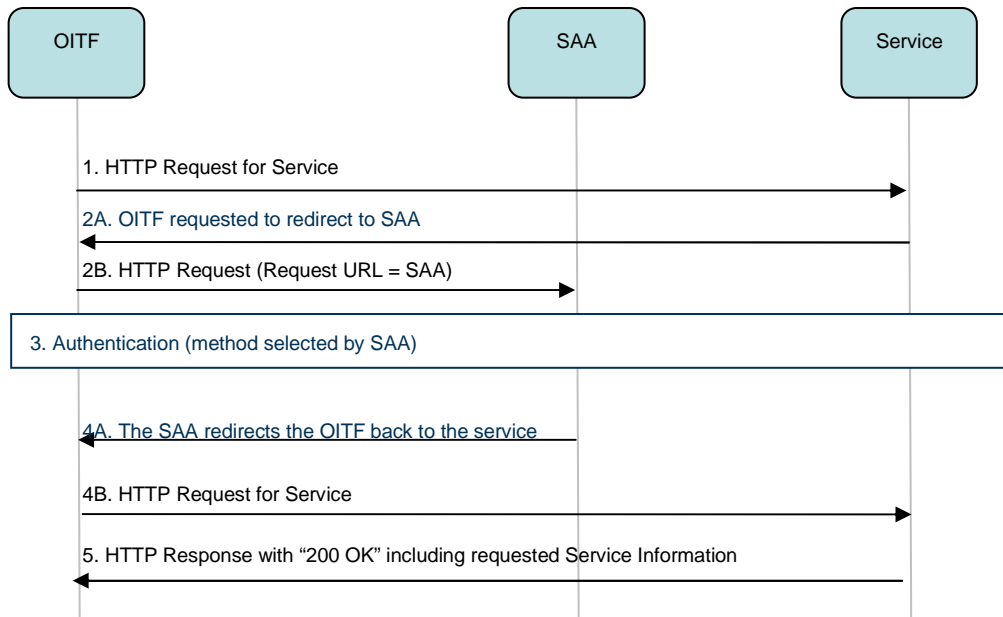 OITF
SAA
Service
1. HTTP Request for Service
2A. OITF requested to redirect to SAA
2B. HTTP Request (Request URL = SAA)
3. Authentication (method selected by SAA)
4A. The SAA redirects the OITF back to the service
4B. HTTP Request for Service
5. HTTP Response with “200 OK” including requested Service Information